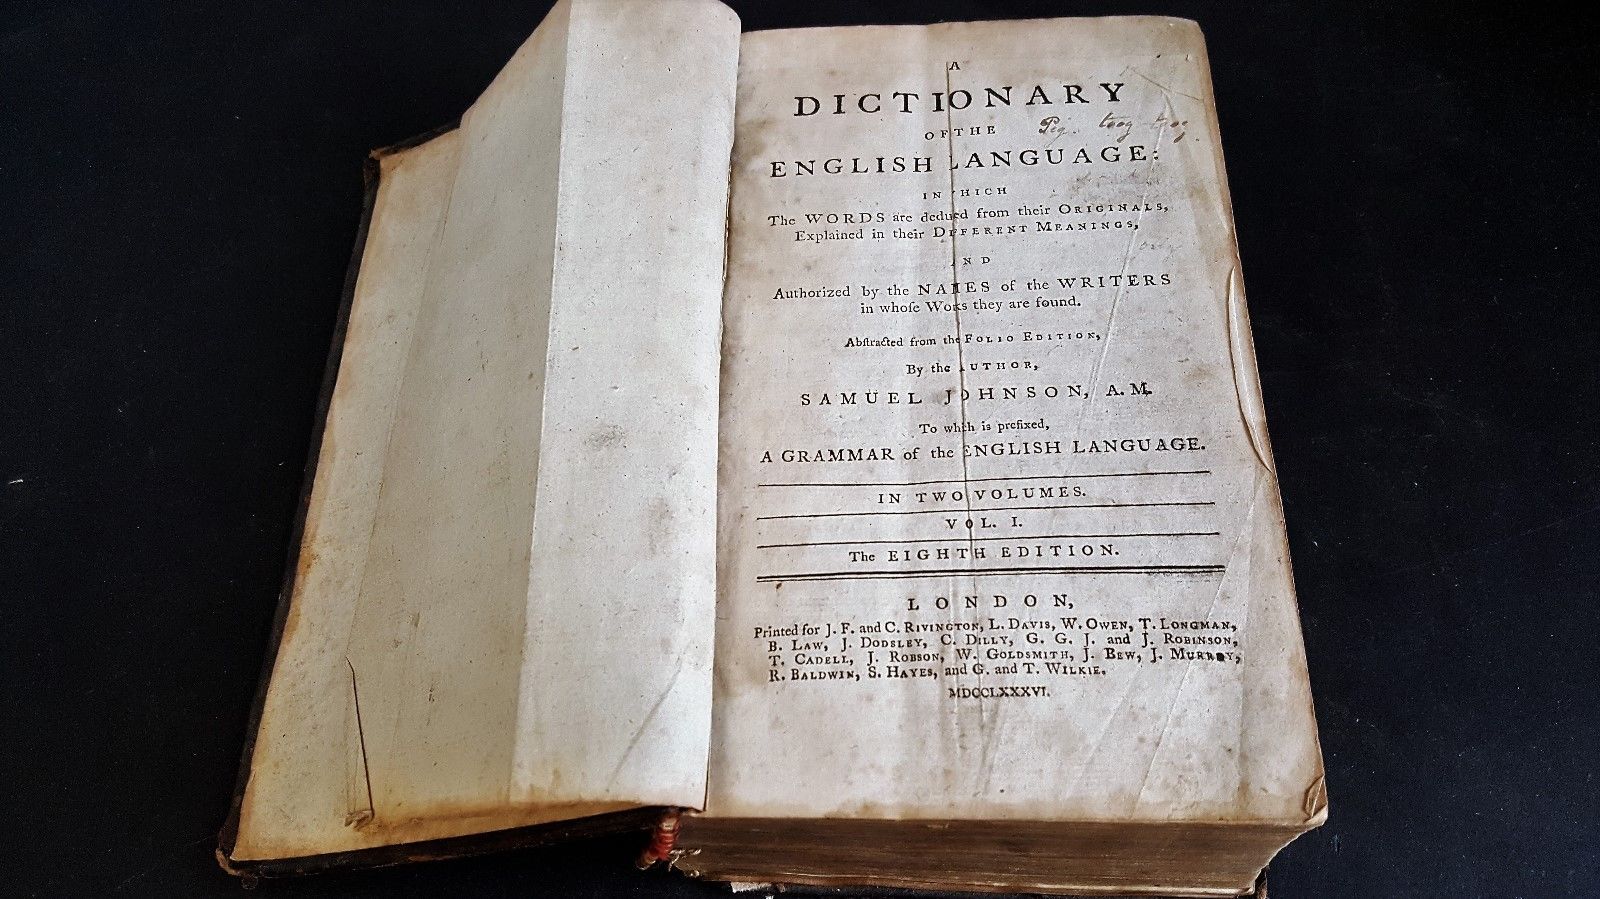 A
DICTIONARY
OF THE
ENGLISH LANGUAGE:
IN WHICH
The WORDS are deduced from their ORIGINALS,
Explained in their DIFFERENT MEANINGS,
AND
Authorized by the NAMES of the WRITERS
in whoſe Works they are found.
Abſtracted from the FOLIO EDITION,
By the AUTHOR,
SAMUEL JOHNSON, A.M.
To which is prefixed,
A GRAMMAR of the ENGLISH LANGUAGE.
IN TWO VOLUMES.
VOL. I.
The EIGHTH EDITION.
LONDON,
Printed for J. F. and C. RIVINGTON, L. DAVIS, W. OWEN, T. LONGMAN,
B. LAW, J. DODSLEY, C. DILLY, G. G. J. and J. ROBINSON,
T. CADELL, J. ROBSON, W. GOLDSMITH, J. BEW, J. MURRAY,
R. BALDWIN, S. HAYES, and G. and T. WILKIE.
MDCCLXXXVI.